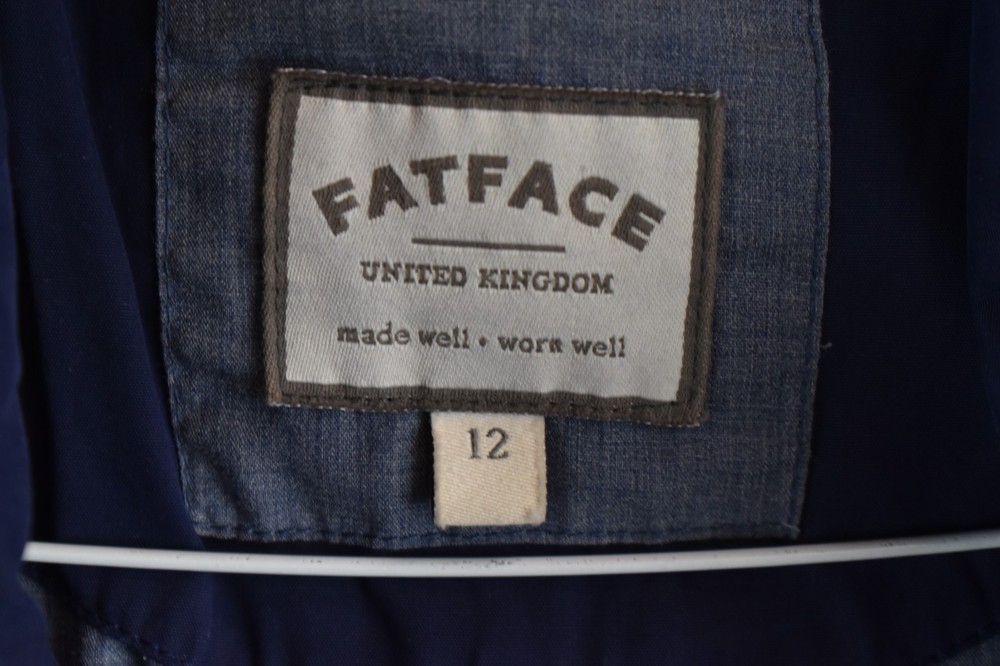 FATFACE
UNITED KINGDOM
made well • worn well
12